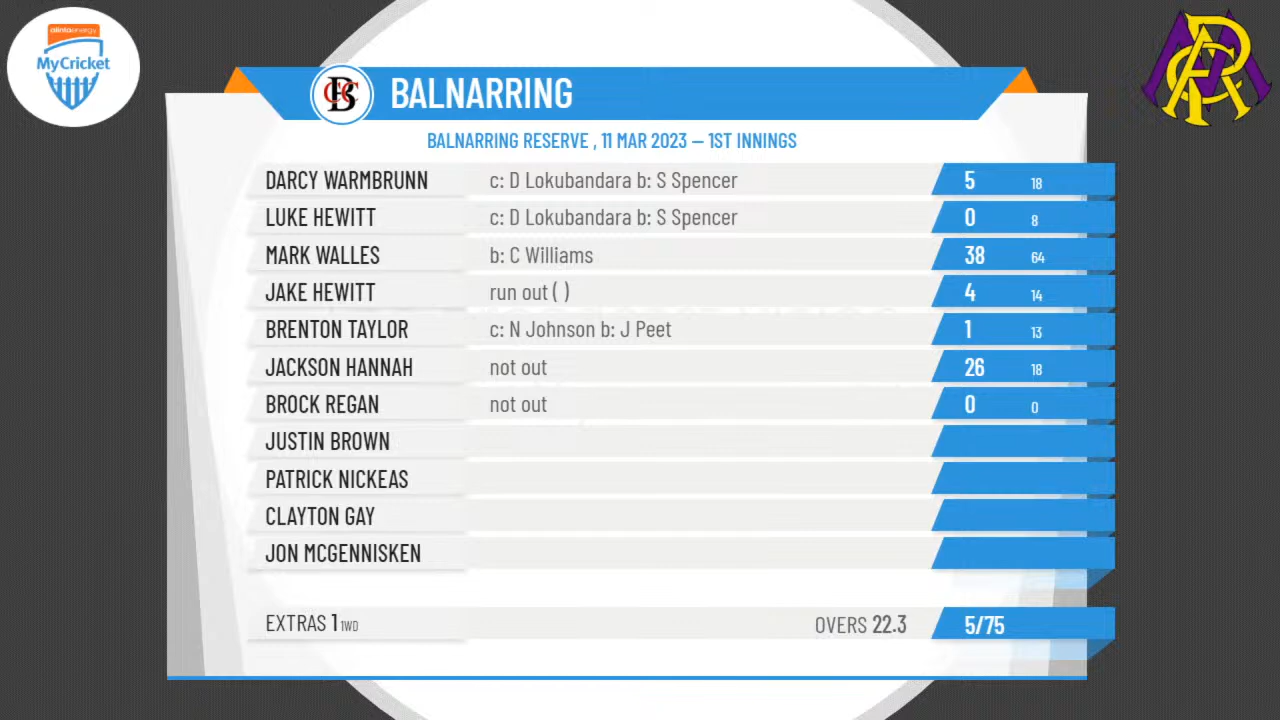 alintaenergy
MyCricket
BALNARRING
BALNARRING RESERVE , 11 MAR 2023 – 1ST INNINGS
DARCY WARMBRUNN c: D Lokubandara b: S Spencer 5 18
LUKE HEWITT c: D Lokubandara b: S Spencer 0 8
MARK WALLES b: C Williams 38 64
JAKE HEWITT run out ( ) 4 14
BRENTON TAYLOR c: N Johnson b: J Peet 1 13
JACKSON HANNAH not out 26 18
BROCK REGAN not out 0 0
JUSTIN BROWN
PATRICK NICKEAS
CLAYTON GAY
JON MCGENNISKEN
EXTRAS 1 1WD OVERS 22.3 5/75